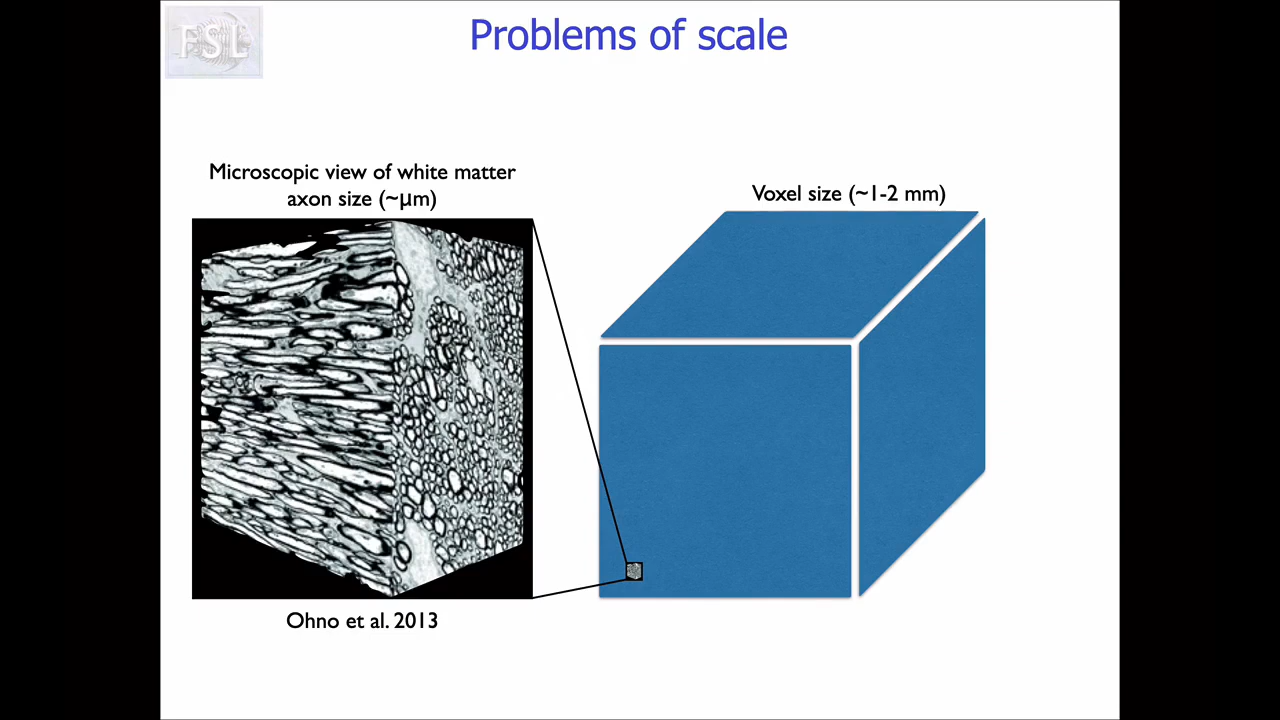 FSL
Problems of scale
Microscopic view of white matter
axon size (~μm)
Voxel size (~1-2 mm)
Ohno et al. 2013